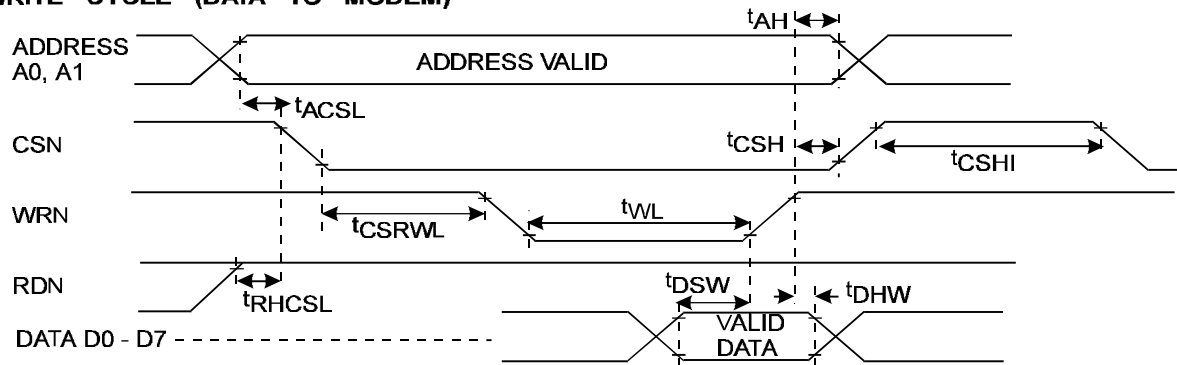 WRITE CYCLE (DATA TO MODEM)
tAH
ADDRESS
A0, A1
ADDRESS VALID
tACSL
CSN
tCSH
tCSHI
WRN
tCSRWL
tWL
RDN
tRHCSL
tDSW
tDHW
DATA D0 - D7
VALID
DATA